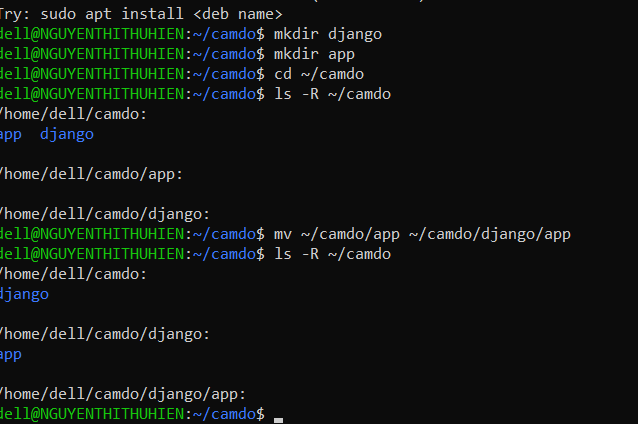 Try: sudo apt install <deb name>
dell@NGUYENTHITHUHIEN:~/camdo$ mkdir django
dell@NGUYENTHITHUHIEN:~/camdo$ mkdir app
dell@NGUYENTHITHUHIEN:~/camdo$ cd ~/camdo
dell@NGUYENTHITHUHIEN:~/camdo$ ls -R ~/camdo
/home/dell/camdo:
app  django

/home/dell/camdo/app:

/home/dell/camdo/django:
dell@NGUYENTHITHUHIEN:~/camdo$ mv ~/camdo/app ~/camdo/django/app
dell@NGUYENTHITHUHIEN:~/camdo$ ls -R ~/camdo
/home/dell/camdo:
django

/home/dell/camdo/django:
app

/home/dell/camdo/django/app:
dell@NGUYENTHITHUHIEN:~/camdo$